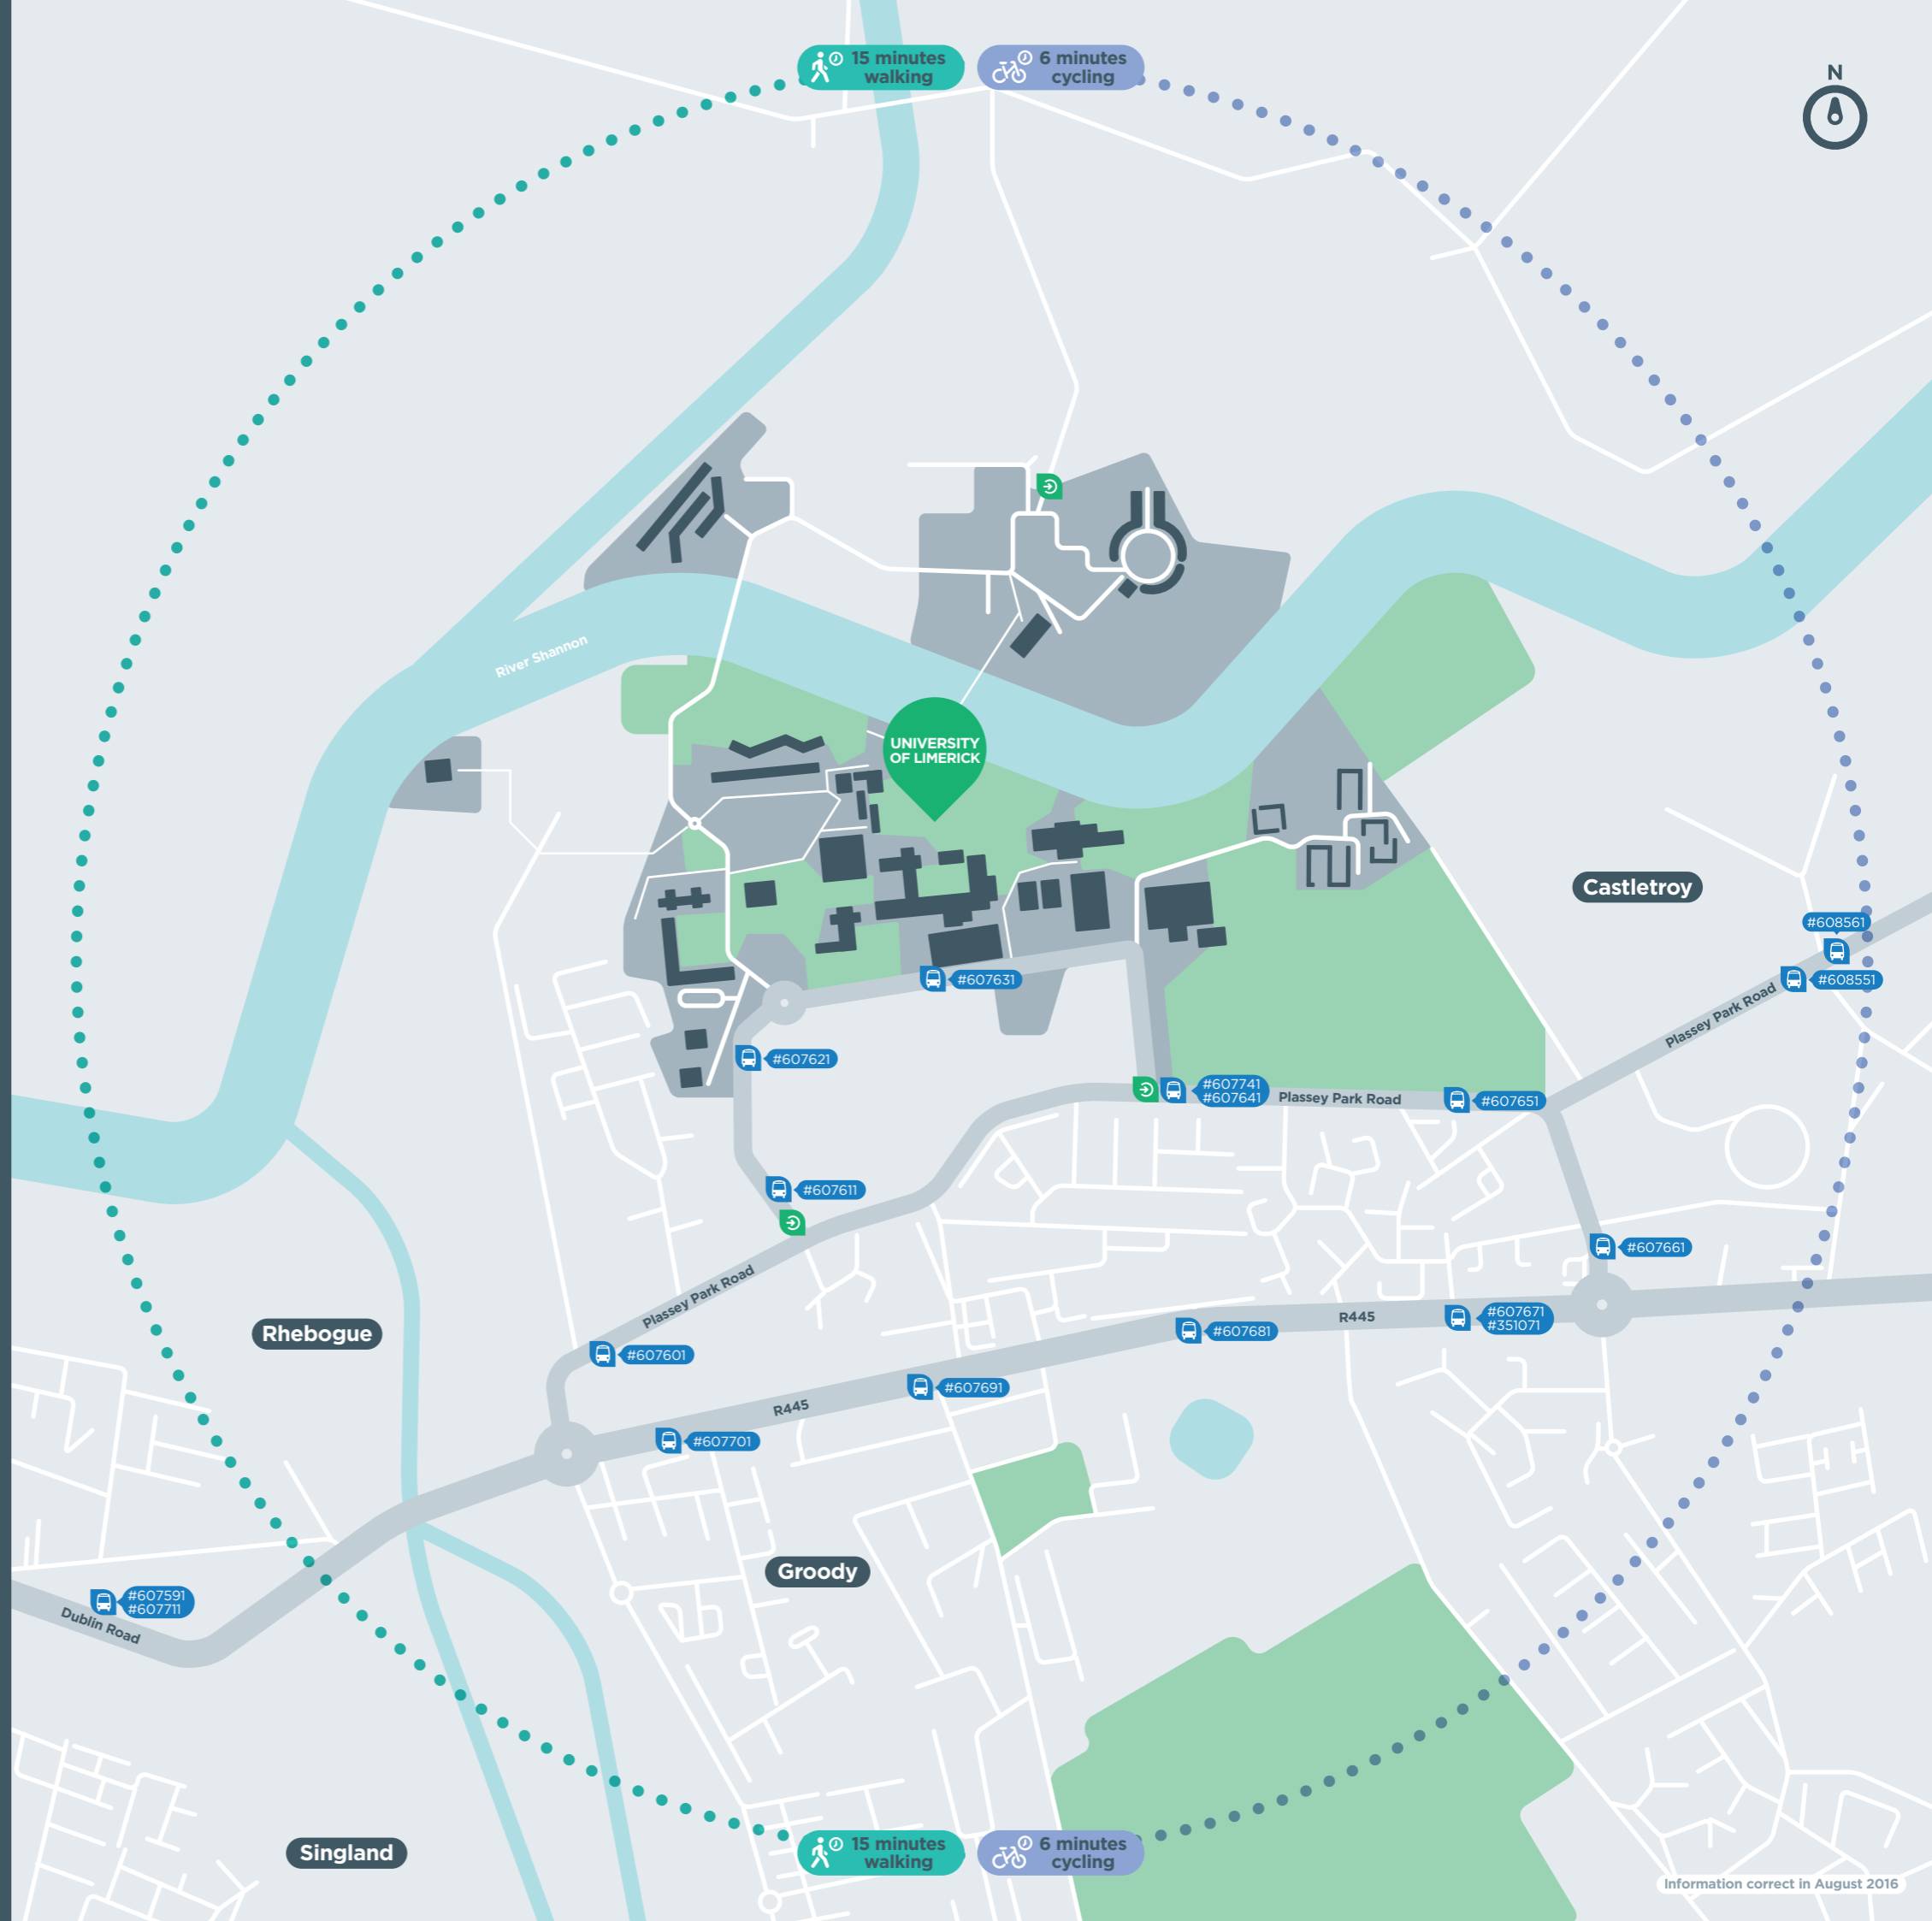 15 minutes
walking
6 minutes
cycling
N
River Shannon
UNIVERSITY
OF LIMERICK
Castletroy
#608561
#608551
Plassey Park Road
#607631
#607621
#607741
#607641
Plassey Park Road
#607651
#607611
#607661
Plassey Park Road
Rhebogue
#607671
#351071
R445
#607681
#607601
#607691
R445
#607701
Groody
#607591
#607711
Dublin Road
15 minutes
walking
6 minutes
cycling
Singland
Information correct in August 2016